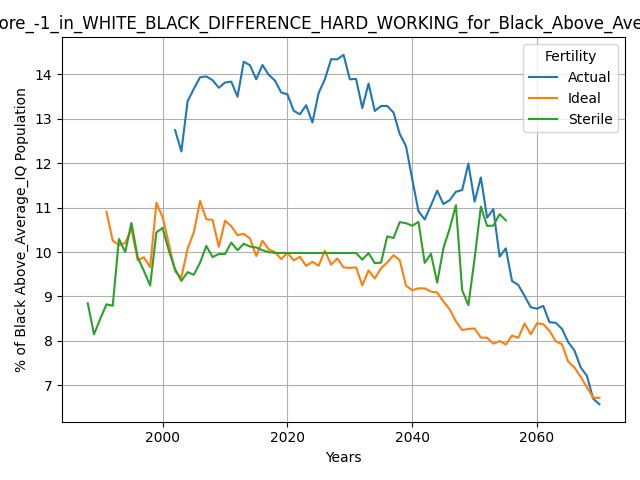 ore_-1_in_WHITE_BLACK_DIFFERENCE_HARD_WORKING_for_Black_Above_Ave
Fertility
Actual
Ideal
Sterile
% of Black Above_Average_IQ Population
14
13
12
11
10
9
8
7
2000
2020
2040
2060
Years